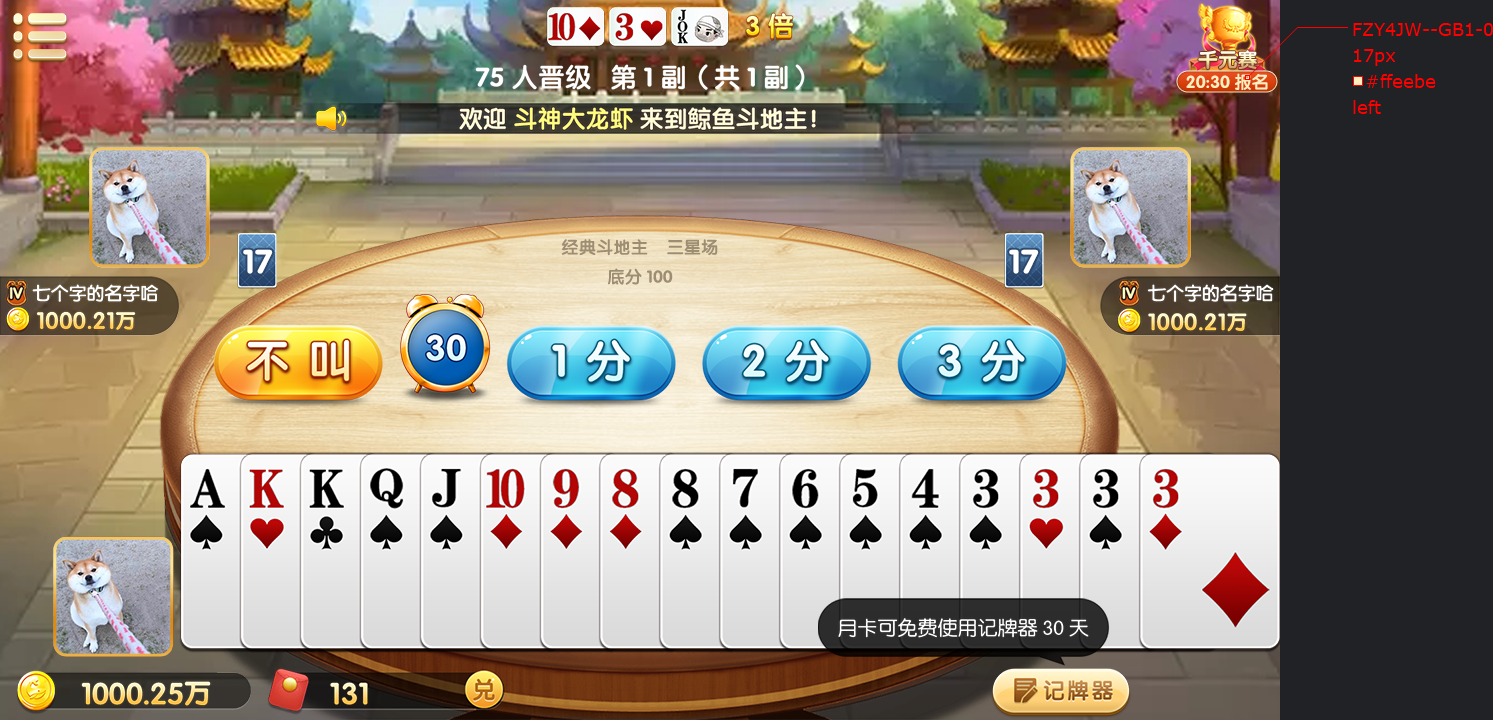 10 3 JOK 3 倍
75 人晋级 第1副（共1副）
欢迎 斗神大龙虾 来到鲸鱼斗地主！
千元赛
20:30 报名
FZY4JW--GB1-0
17px
#ffeebe
left
17
17
经典斗地主 三星场
底分 100
IV 七个字的名字哈
1000.21万
IV 七个字的名字哈
1000.21万
不叫
30
1 分
2 分
3 分
A K K Q J 10 9 8 8 7 6 5 4 3 3 3 3
月卡可免费使用记牌器 30 天
1000.25万
131
兑
记牌器